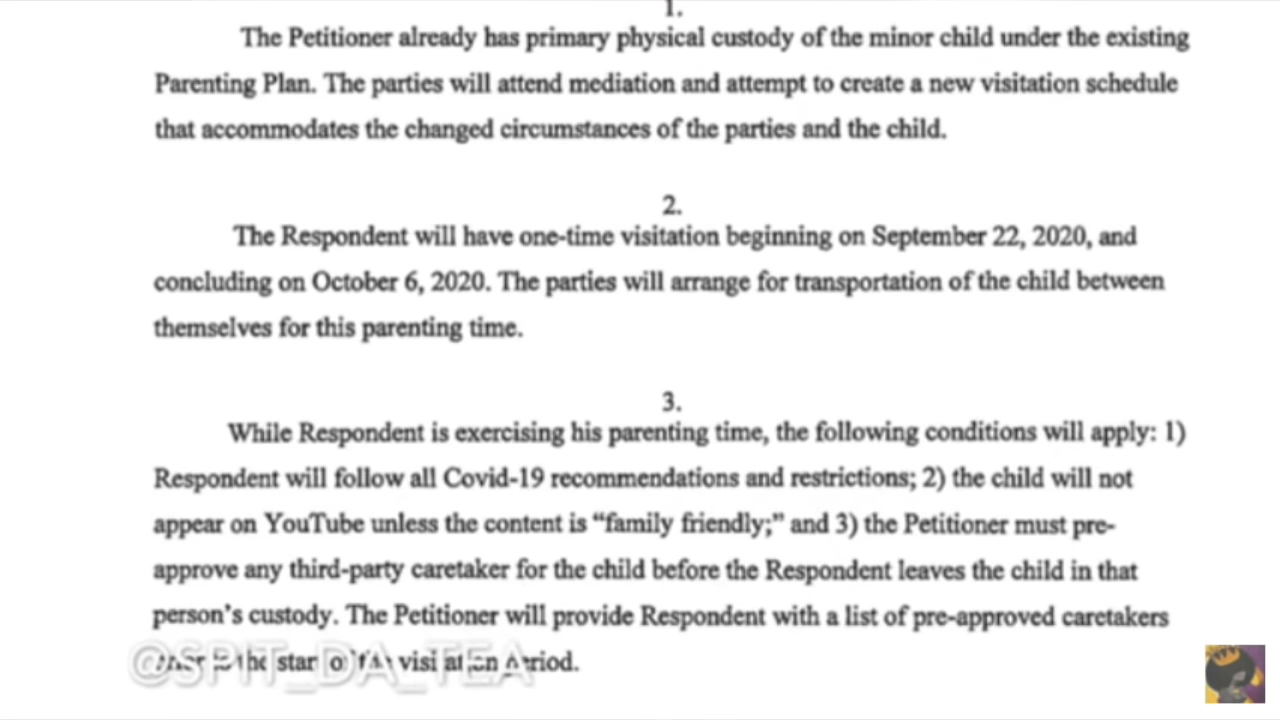 1.
The Petitioner already has primary physical custody of the minor child under the existing
Parenting Plan. The parties will attend mediation and attempt to create a new visitation schedule
that accommodates the changed circumstances of the parties and the child.
2.
The Respondent will have one-time visitation beginning on September 22, 2020, and
concluding on October 6, 2020. The parties will arrange for transportation of the child between
themselves for this parenting time.
3.
While Respondent is exercising his parenting time, the following conditions will apply: 1)
Respondent will follow all Covid-19 recommendations and restrictions; 2) the child will not
appear on YouTube unless the content is “family friendly;” and 3) the Petitioner must pre-
approve any third-party caretaker for the child before the Respondent leaves the child in that
person’s custody. The Petitioner will provide Respondent with a list of pre-approved caretakers
the start of the visitation period.
@SPIT_DA_TEA